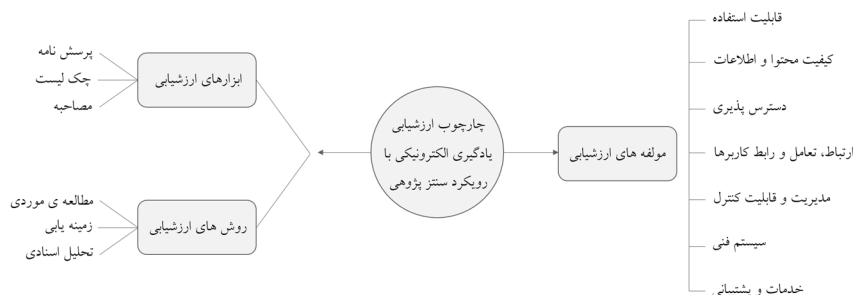 قابلیت استفاده
کیفیت محتوا و اطلاعات
دسترس پذیری
ارتباط، تعامل و رابط کاربرها
مدیریت و قابلیت کنترل
سیستم فنی
خدمات و پشتیبانی
مولفه های ارزشیابی
چارچوب ارزشیابی
یادگیری الکترونیکی با
رویکرد سنتز پژوهی
ابزارهای ارزشیابی
پرسش نامه
چک لیست
مصاحبه
روش های ارزشیابی
مطالعه ی موردی
زمینه یابی
تحلیل اسنادی